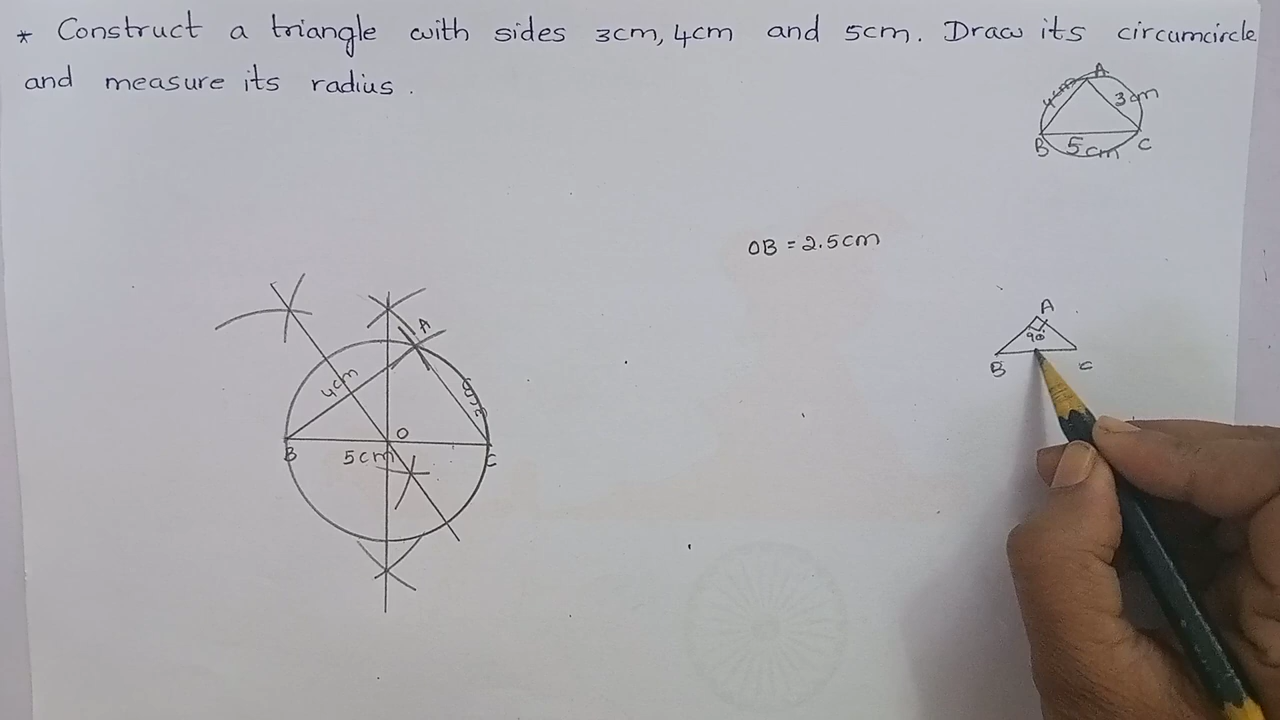 * Construct a triangle with sides 3cm, 4cm and 5cm. Draw its circumcircle
and measure its radius.
A
4cm
3cm
B
5cm
C
OB = 2.5cm
A
90°
B
C
A
4cm
3cm
O
B
5cm
C